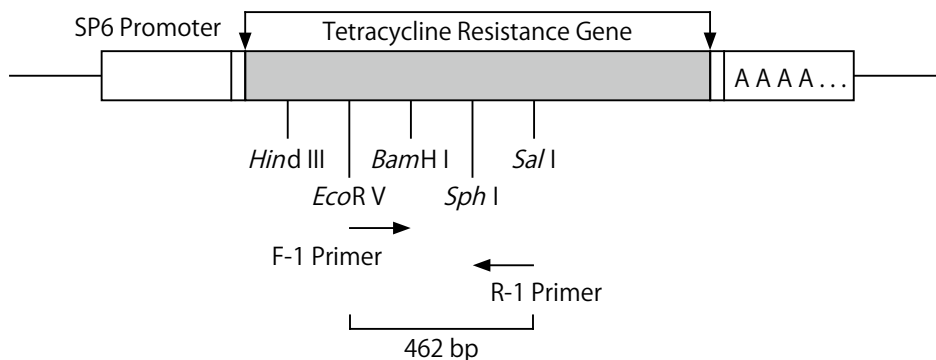 SP6 Promoter
Tetracycline Resistance Gene
A A A A . . .
Hind III
BamH I
Sal I
EcoR V
Sph I
F-1 Primer
R-1 Primer
462 bp